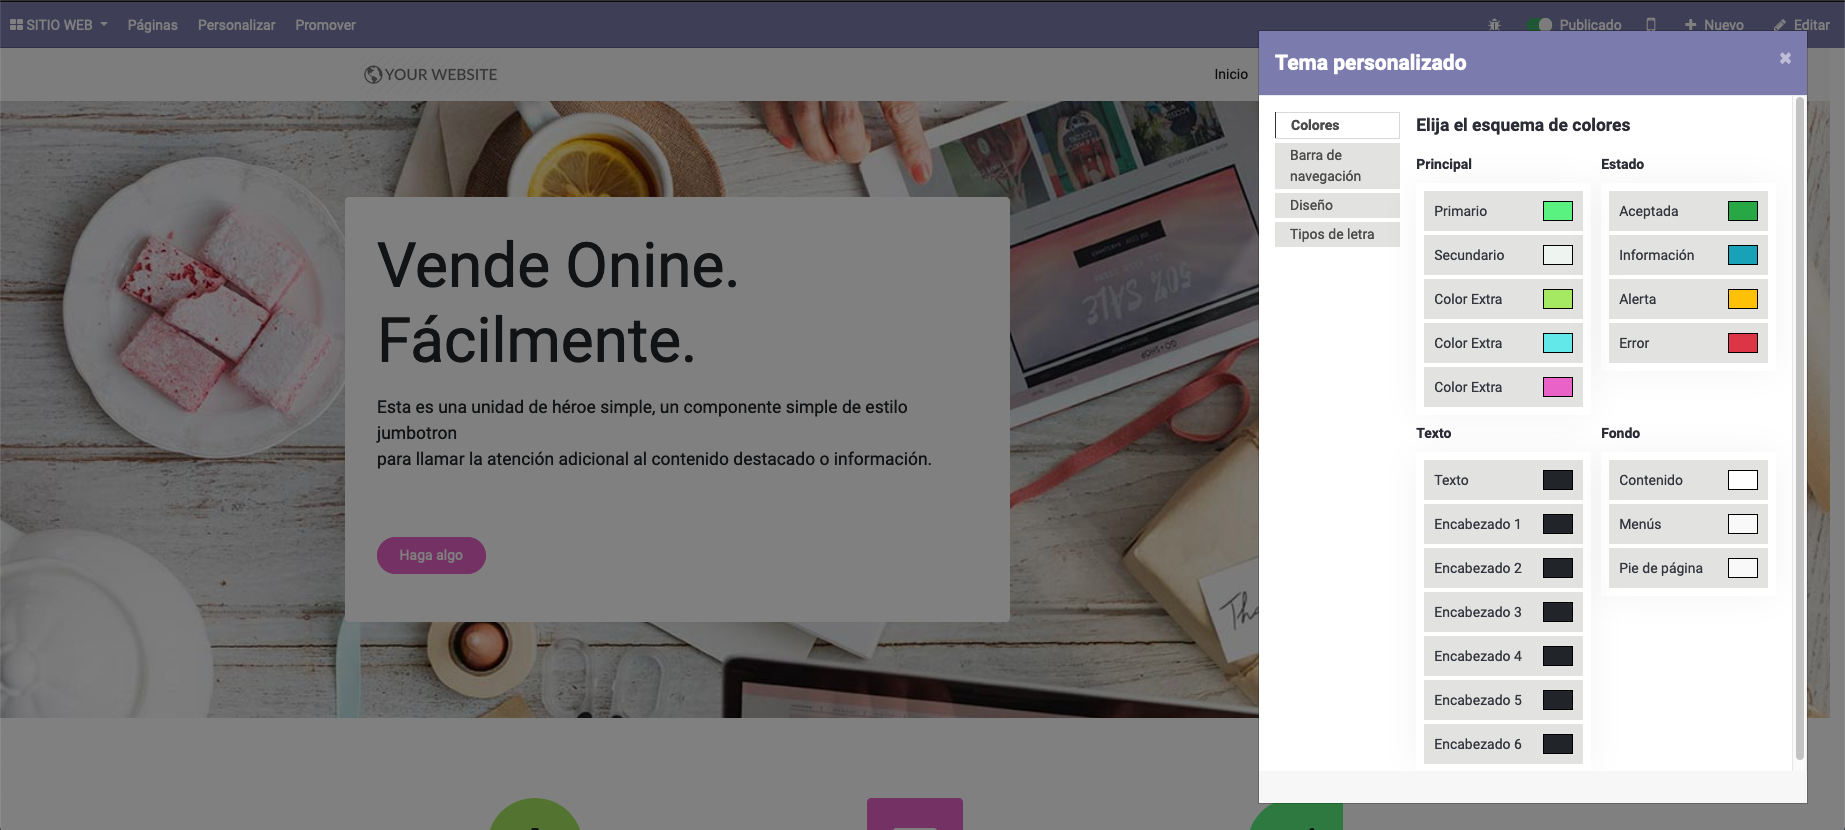 SITIO WEB Páginas Personalizar Promover Publicado Nuevo Editar
YOUR WEBSITE
Inicio
Vende Onine.
Fácilmente.
Esta es una unidad de héroe simple, un componente simple de estilo
jumbotron
para llamar la atención adicional al contenido destacado o información.
Haga algo
50% SALE
Tema personalizado
Colores
Barra de
navegación
Diseño
Tipos de letra
Elija el esquema de colores
Principal
Primario
Secundario
Color Extra
Color Extra
Color Extra
Estado
Aceptada
Información
Alerta
Error
Texto
Texto
Encabezado 1
Encabezado 2
Encabezado 3
Encabezado 4
Encabezado 5
Encabezado 6
Fondo
Contenido
Menús
Pie de página